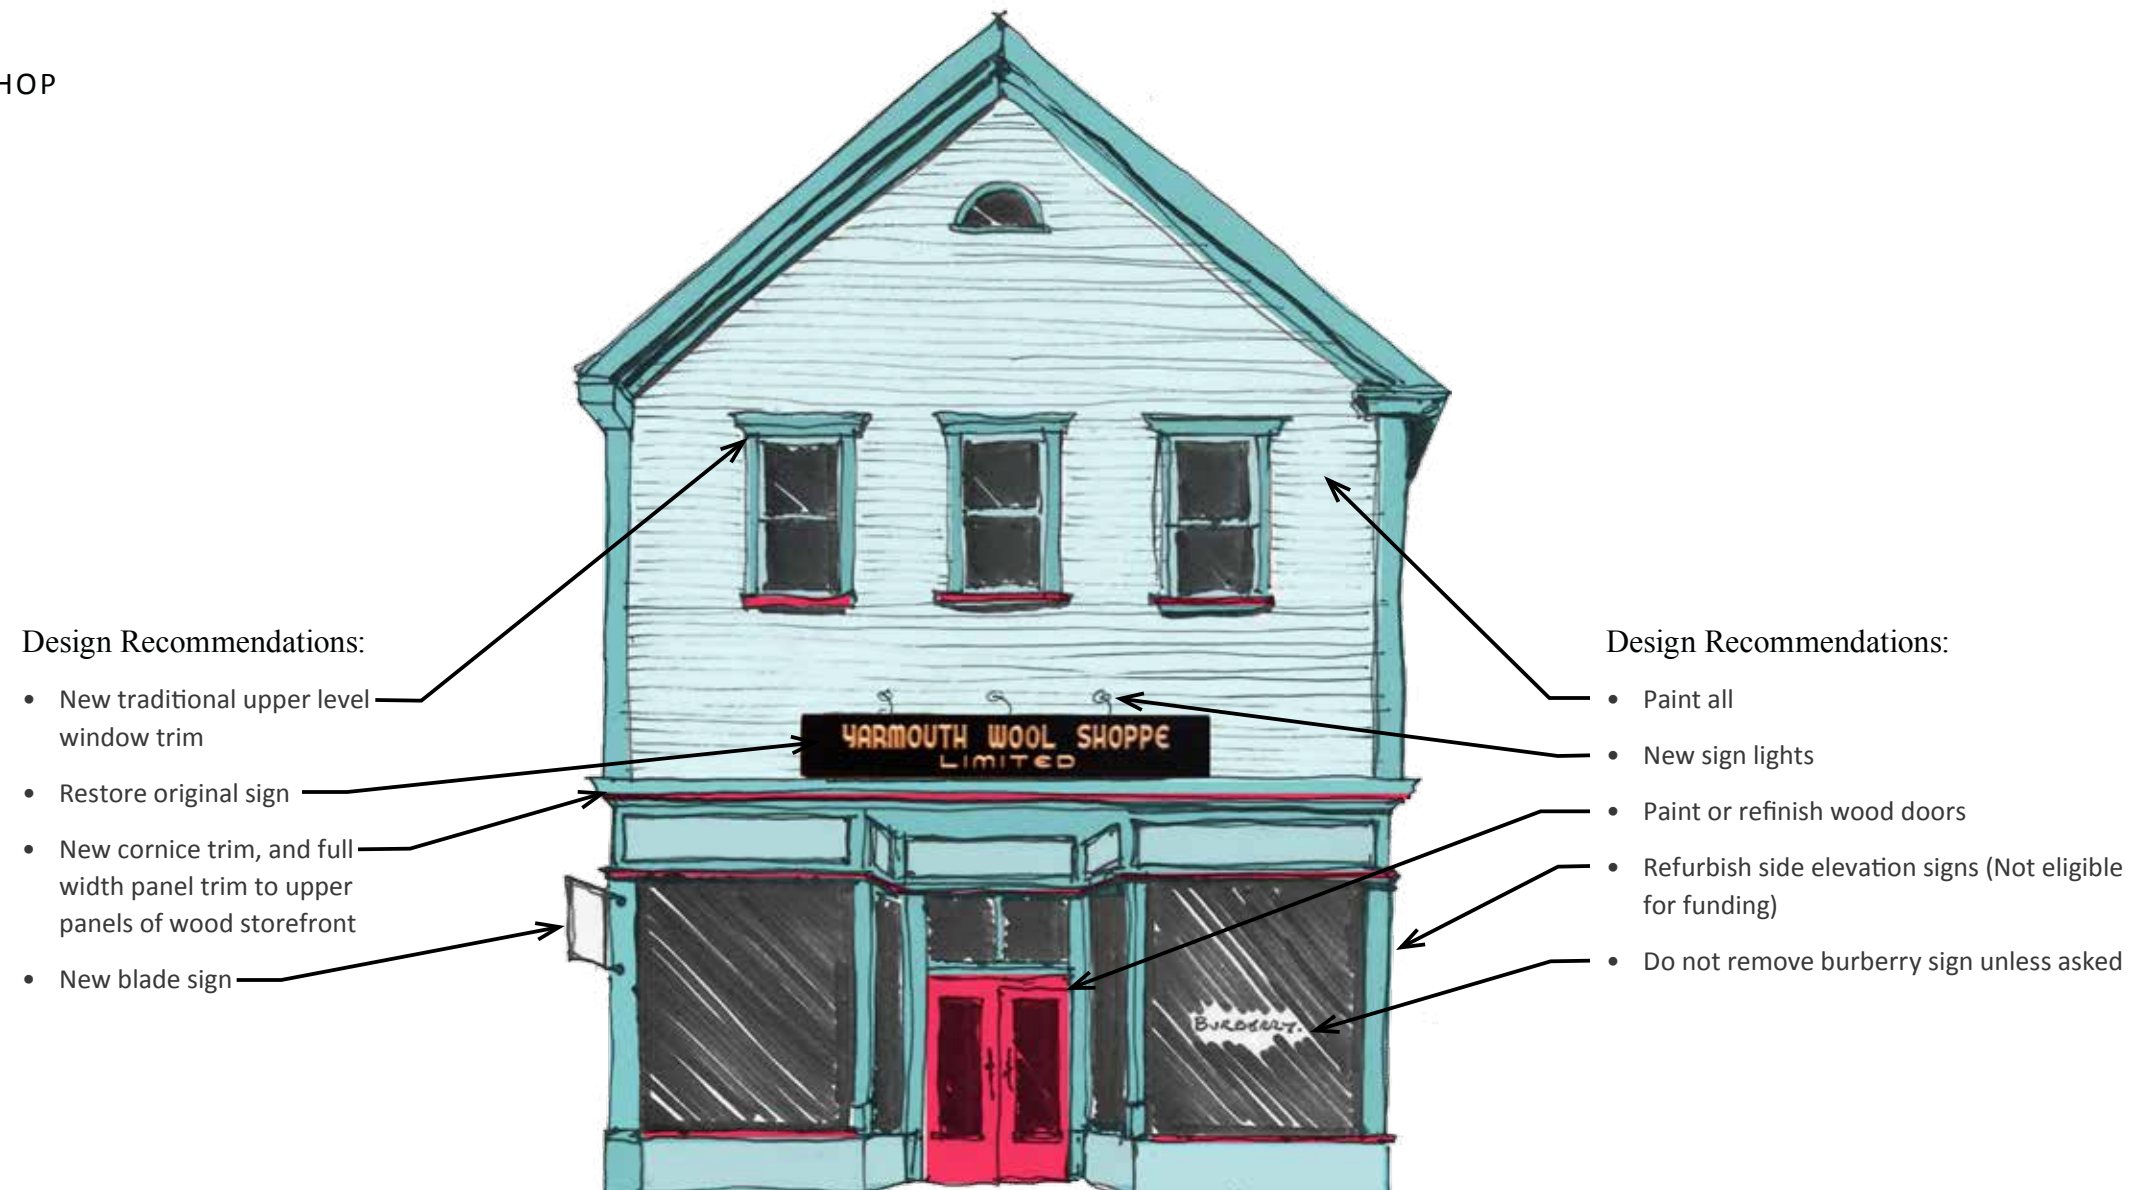 HOP
YARMOUTH WOOL SHOPPE
LIMITED
Design Recommendations:
• New traditional upper level
window trim
• Restore original sign
• New cornice trim, and full
width panel trim to upper
panels of wood storefront
• New blade sign
Design Recommendations:
• Paint all
• New sign lights
• Paint or refinish wood doors
• Refurbish side elevation signs (Not eligible
for funding)
• Do not remove burberry sign unless asked
BURBERRY.